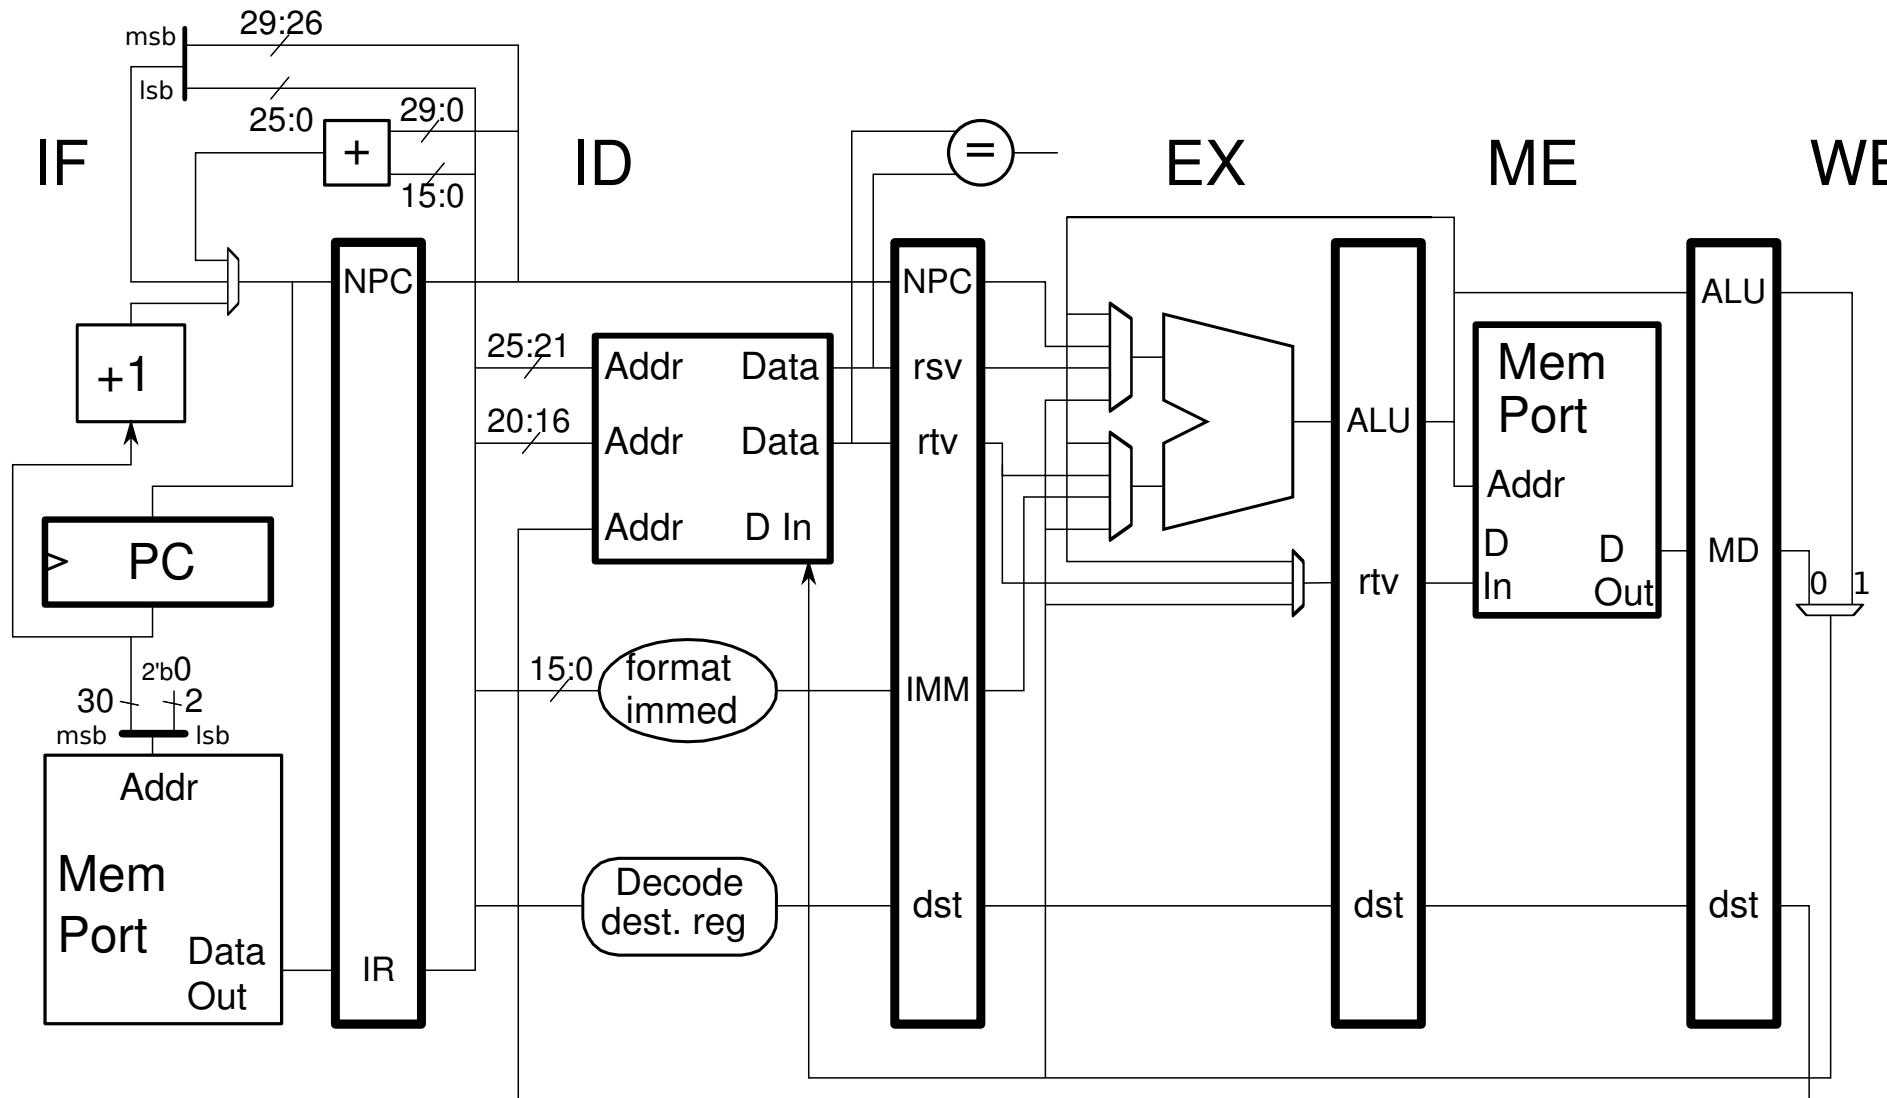 29:26
msb
lsb
25:0
29:0
+
15:0
=
IF
ID
EX
ME
WE
NPC
NPC
ALU
+1
25:21
Addr
Data
rsv
Mem
Port
20:16
Addr
Data
rtv
ALU
Addr
Addr
D In
D
In
D
Out
MD
PC
rtv
0
1
15:0
format
immed
IMM
2'b0
30
2
msb
lsb
Addr
Mem
Port
Data
Out
IR
Decode
dest. reg
dst
dst
dst